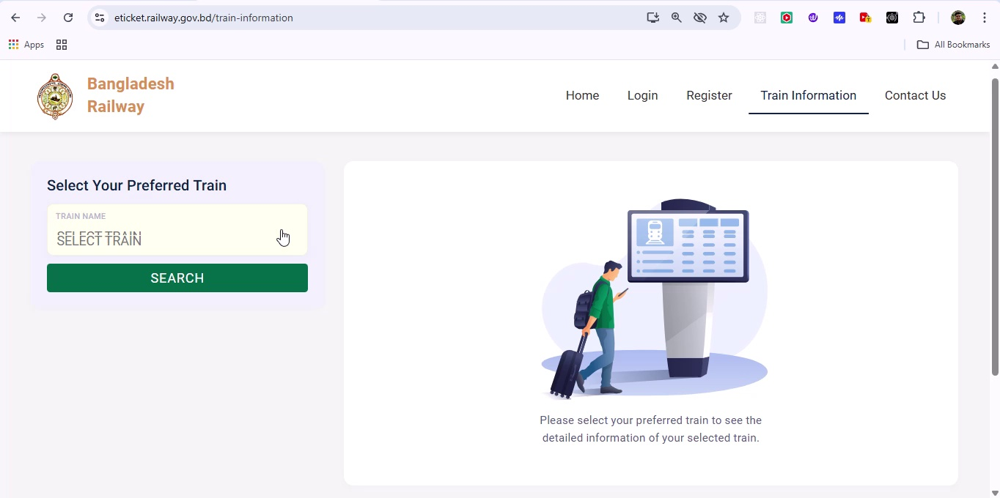 eticket.railway.gov.bd/train-information
Apps
All Bookmarks
Bangladesh
Railway
Home Login Register Train Information Contact Us
Select Your Preferred Train
TRAIN NAME
SELECT TRAIN
SEARCH
Please select your preferred train to see the
detailed information of your selected train.